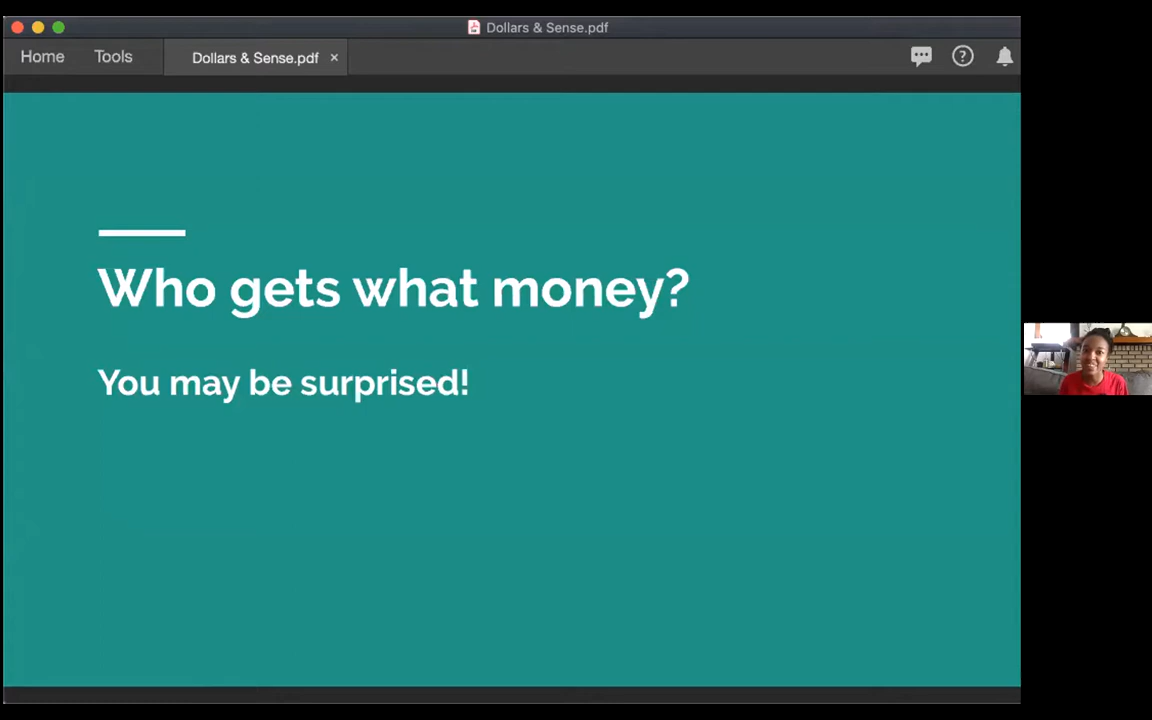 Dollars & Sense.pdf
Home Tools Dollars & Sense.pdf ×
Who gets what money?
You may be surprised!